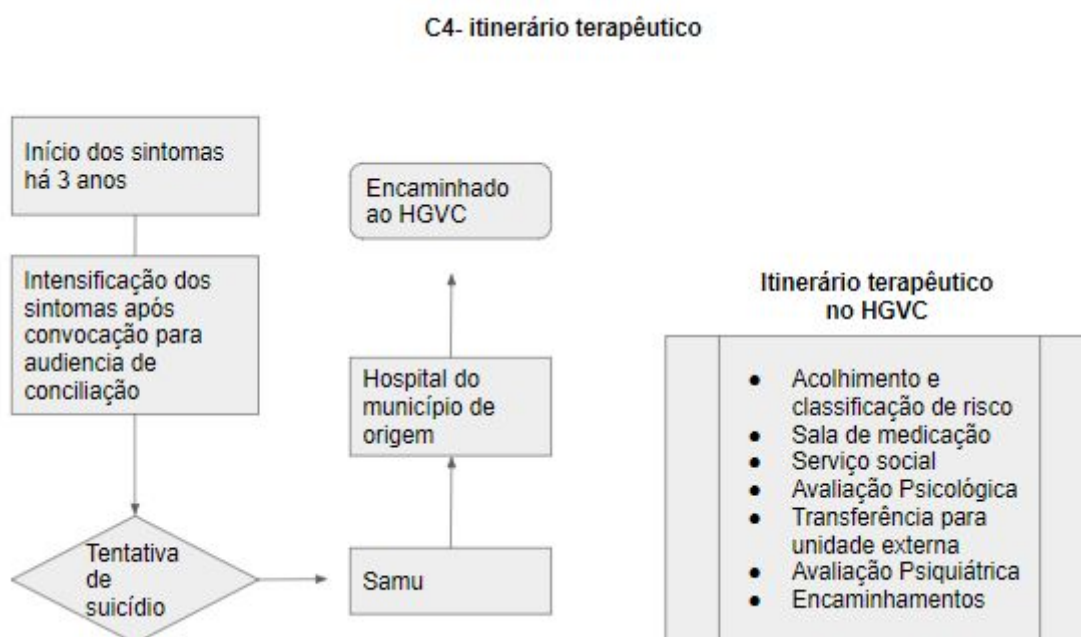 C4- itinerário terapêutico
Início dos sintomas
há 3 anos
Intensificação dos
sintomas após
convocação para
audiencia de
conciliação
Tentativa
de
suicídio
Samu
Hospital do
município de
origem
Encaminhado
ao HGVC
Itinerário terapêutico
no HGVC
● Acolhimento e
classificação de risco
● Sala de medicação
● Serviço social
● Avaliação Psicológica
● Transferência para
unidade externa
● Avaliação Psiquiátrica
● Encaminhamentos